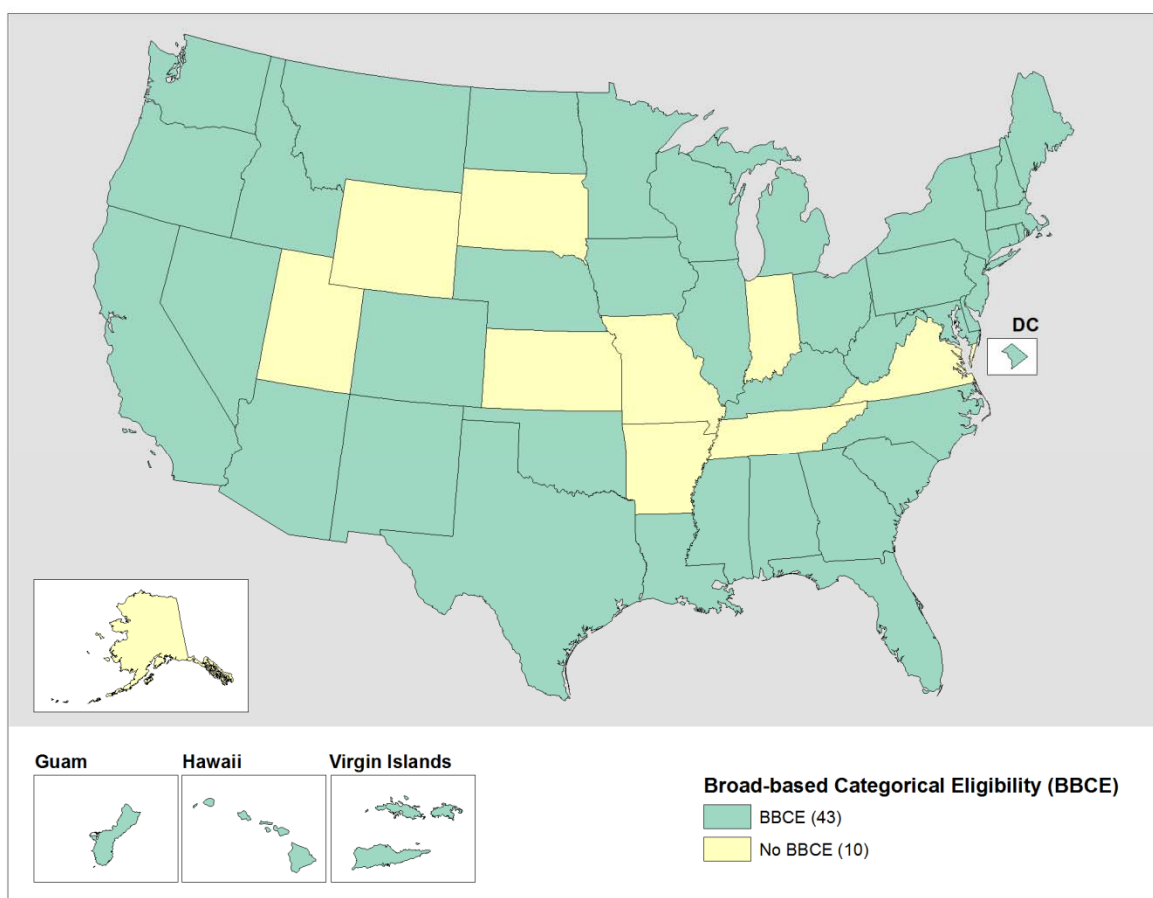 DC
Guam
Hawaii
Virgin Islands
Broad-based Categorical Eligibility (BBCE)
BBCE (43)
No BBCE (10)